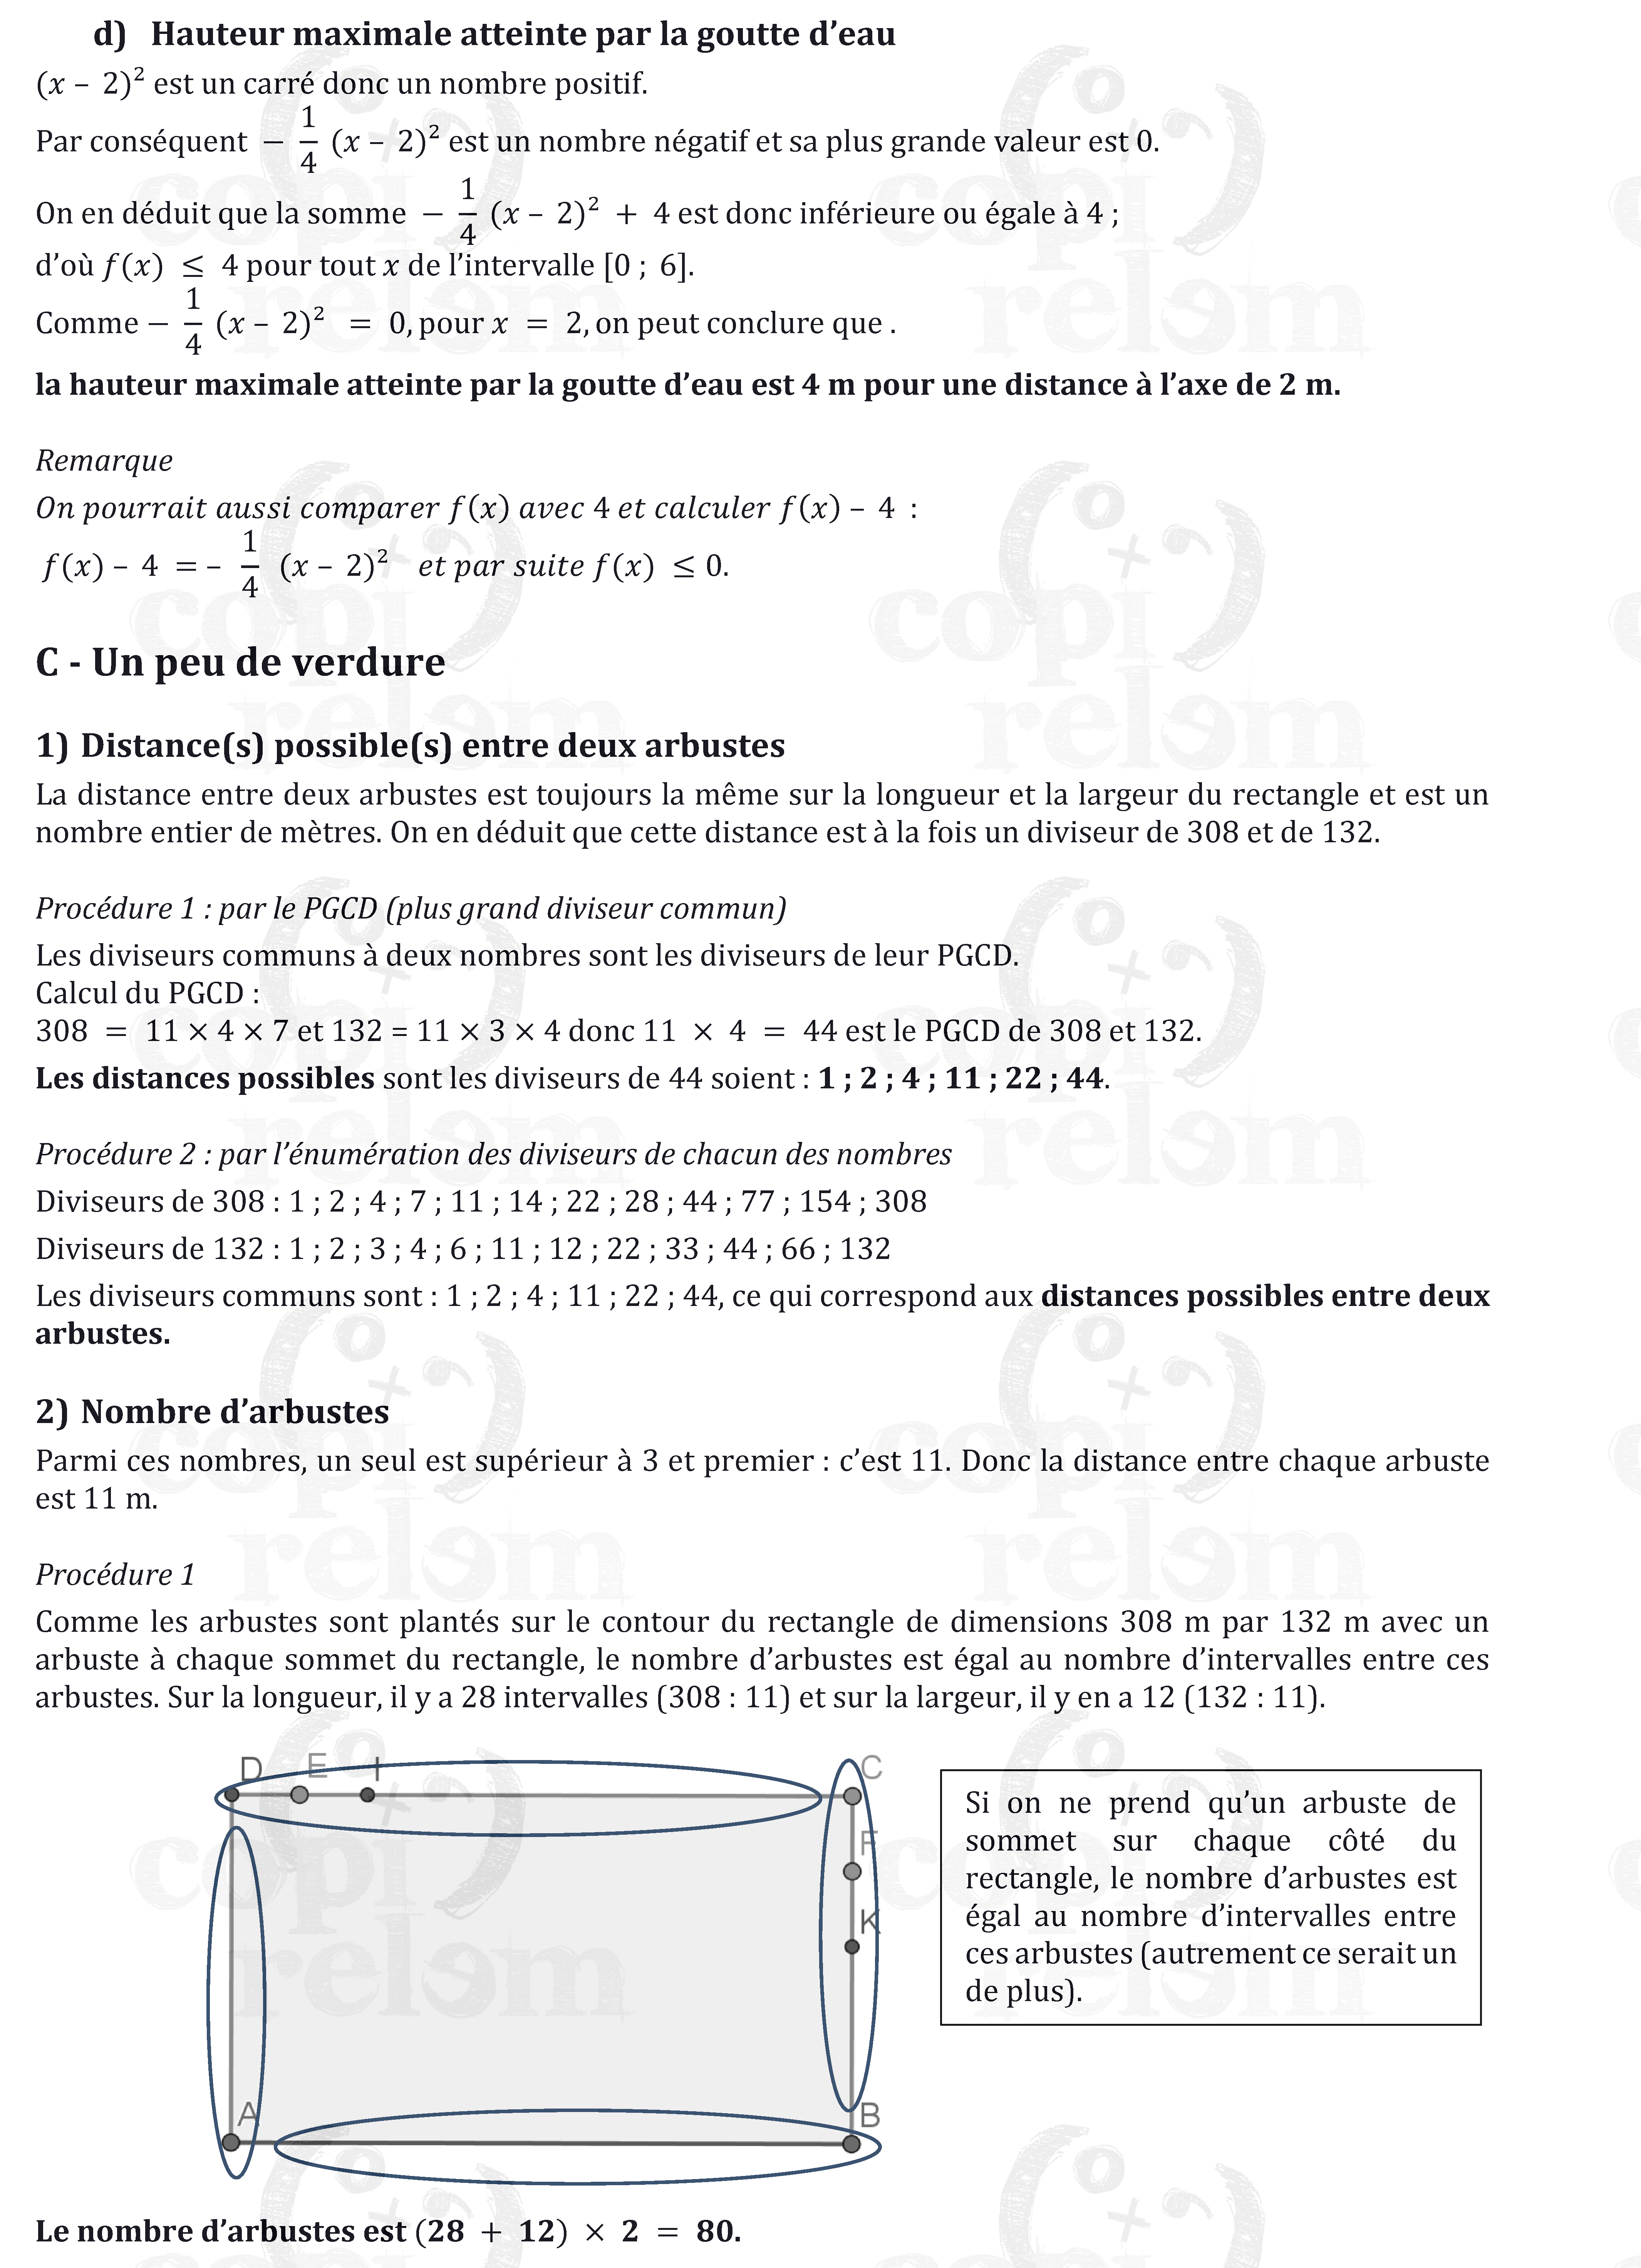 d) Hauteur maximale atteinte par la goutte d’eau
(x – 2)² est un carré donc un nombre positif.
Par conséquent − 1/4 (x – 2)² est un nombre négatif et sa plus grande valeur est 0.
On en déduit que la somme − 1/4 (x – 2)² + 4 est donc inférieure ou égale à 4 ;
d’où f(x) ≤ 4 pour tout x de l’intervalle [0 ; 6].
Comme − 1/4 (x – 2)² = 0, pour x = 2, on peut conclure que .
la hauteur maximale atteinte par la goutte d’eau est 4 m pour une distance à l’axe de 2 m.
Remarque
On pourrait aussi comparer f(x) avec 4 et calculer f(x) – 4 :
f(x) – 4 = – 1/4 (x – 2)² et par suite f(x) ≤ 0.
C - Un peu de verdure
1) Distance(s) possible(s) entre deux arbustes
La distance entre deux arbustes est toujours la même sur la longueur et la largeur du rectangle et est un
nombre entier de mètres. On en déduit que cette distance est à la fois un diviseur de 308 et de 132.
Procédure 1 : par le PGCD (plus grand diviseur commun)
Les diviseurs communs à deux nombres sont les diviseurs de leur PGCD.
Calcul du PGCD :
308 = 11 × 4 × 7 et 132 = 11 × 3 × 4 donc 11 × 4 = 44 est le PGCD de 308 et 132.
Les distances possibles sont les diviseurs de 44 soient : 1 ; 2 ; 4 ; 11 ; 22 ; 44.
Procédure 2 : par l’énumération des diviseurs de chacun des nombres
Diviseurs de 308 : 1 ; 2 ; 4 ; 7 ; 11 ; 14 ; 22 ; 28 ; 44 ; 77 ; 154 ; 308
Diviseurs de 132 : 1 ; 2 ; 3 ; 4 ; 6 ; 11 ; 12 ; 22 ; 33 ; 44 ; 66 ; 132
Les diviseurs communs sont : 1 ; 2 ; 4 ; 11 ; 22 ; 44, ce qui correspond aux distances possibles entre deux
arbustes.
2) Nombre d’arbustes
Parmi ces nombres, un seul est supérieur à 3 et premier : c’est 11. Donc la distance entre chaque arbuste
est 11 m.
Procédure 1
Comme les arbustes sont plantés sur le contour du rectangle de dimensions 308 m par 132 m avec un
arbuste à chaque sommet du rectangle, le nombre d’arbustes est égal au nombre d’intervalles entre ces
arbustes. Sur la longueur, il y a 28 intervalles (308 : 11) et sur la largeur, il y en a 12 (132 : 11).
D E I C
F
K
A B
Si on ne prend qu’un arbuste de
sommet sur chaque côté du
rectangle, le nombre d’arbustes est
égal au nombre d’intervalles entre
ces arbustes (autrement ce serait un
de plus).
Le nombre d’arbustes est (28 + 12) × 2 = 80.
copi
relem